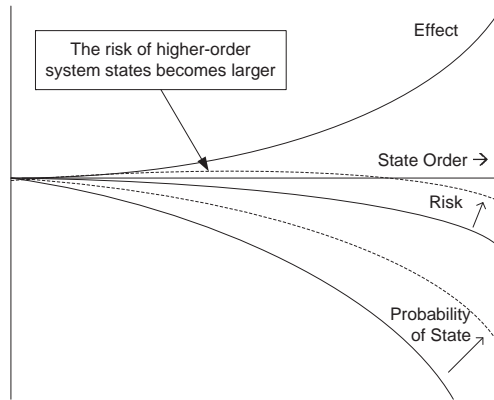 Effect
The risk of higher-order
system states becomes larger
State Order →
Risk
Probability
of State